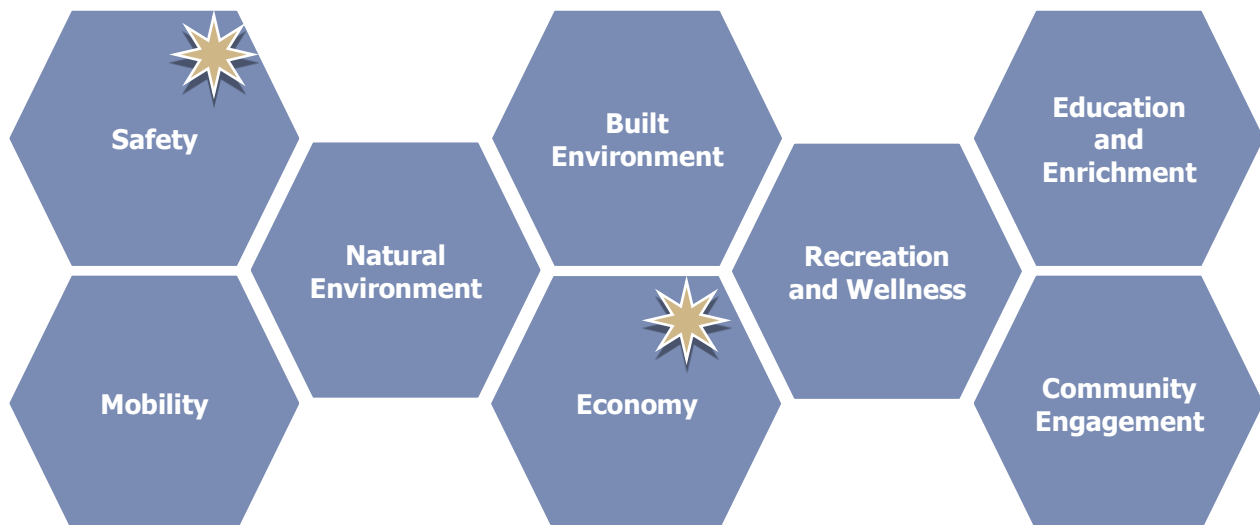 Safety
Built
Environment
Education
and
Enrichment
Natural
Environment
Recreation
and Wellness
Mobility
Economy
Community
Engagement